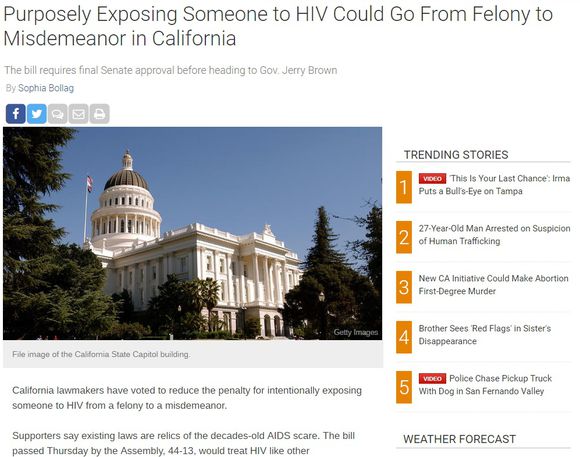 Purposely Exposing Someone to HIV Could Go From Felony to
Misdemeanor in California
The bill requires final Senate approval before heading to Gov. Jerry Brown
By Sophia Bollag
Getty Images
File image of the California State Capitol building.
California lawmakers have voted to reduce the penalty for intentionally exposing
someone to HIV from a felony to a misdemeanor.
Supporters say existing laws are relics of the decades-old AIDS scare. The bill
passed Thursday by the Assembly, 44-13, would treat HIV like other
TRENDING STORIES
1
VIDEO 'This Is Your Last Chance': Irma
Puts a Bull's-Eye on Tampa
2
27-Year-Old Man Arrested on Suspicion
of Human Trafficking
3
New CA Initiative Could Make Abortion
First-Degree Murder
4
Brother Sees 'Red Flags' in Sister's
Disappearance
5
VIDEO Police Chase Pickup Truck
With Dog in San Fernando Valley
WEATHER FORECAST